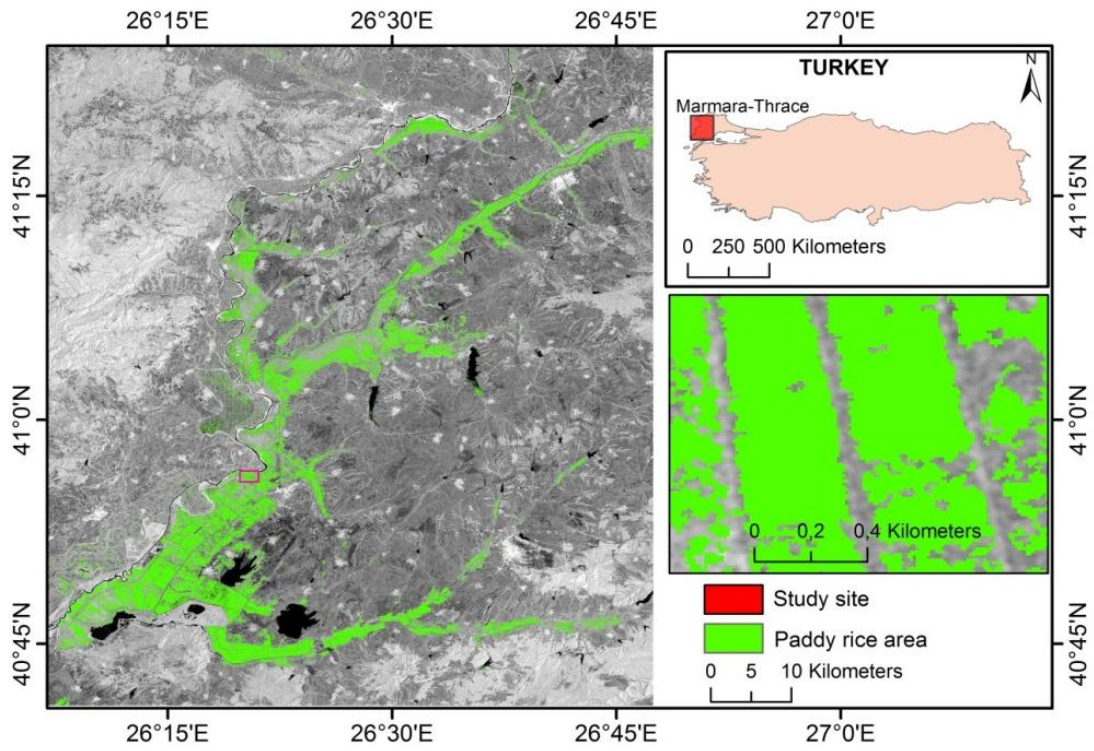 26°15'E 26°30'E 26°45'E 27°0'E
TURKEY
N
Marmara-Thrace
0 250 500 Kilometers
41°15'N 41°15'N
41°0'N 41°0'N
0 0,2 0,4 Kilometers
Study site
Paddy rice area
0 5 10 Kilometers
40°45'N 40°45'N
26°15'E 26°30'E 26°45'E 27°0'E